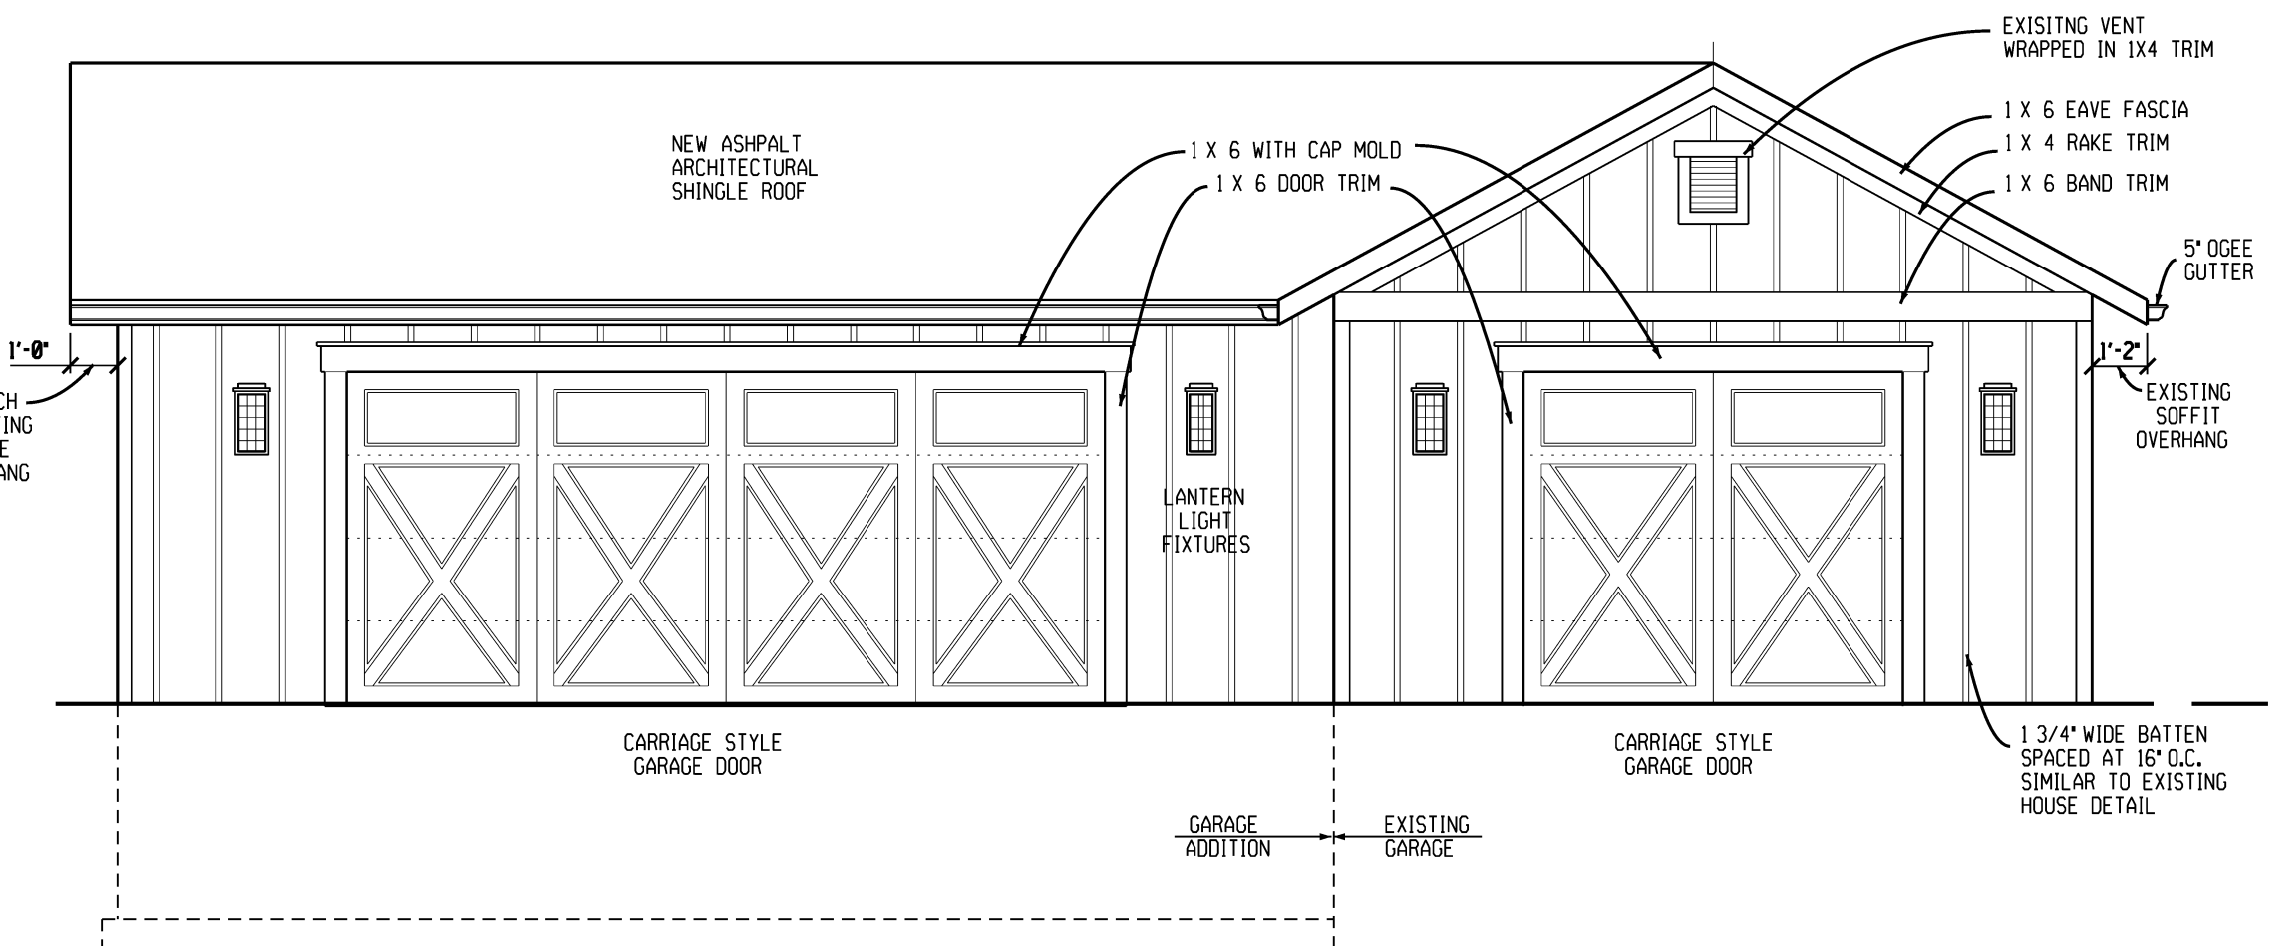 EXISITNG VENT
WRAPPED IN 1X4 TRIM
1 X 6 EAVE FASCIA
1 X 4 RAKE TRIM
1 X 6 BAND TRIM
NEW ASHPALT
ARCHITECTURAL
SHINGLE ROOF
1 X 6 WITH CAP MOLD
1 X 6 DOOR TRIM
5" OGEE
GUTTER
1'-0"
1'-2"
CH
TING
E
ANG
EXISTING
SOFFIT
OVERHANG
LANTERN
LIGHT
FIXTURES
CARRIAGE STYLE
GARAGE DOOR
CARRIAGE STYLE
GARAGE DOOR
1 3/4" WIDE BATTEN
SPACED AT 16" O.C.
SIMILAR TO EXISTING
HOUSE DETAIL
GARAGE
ADDITION
EXISTING
GARAGE